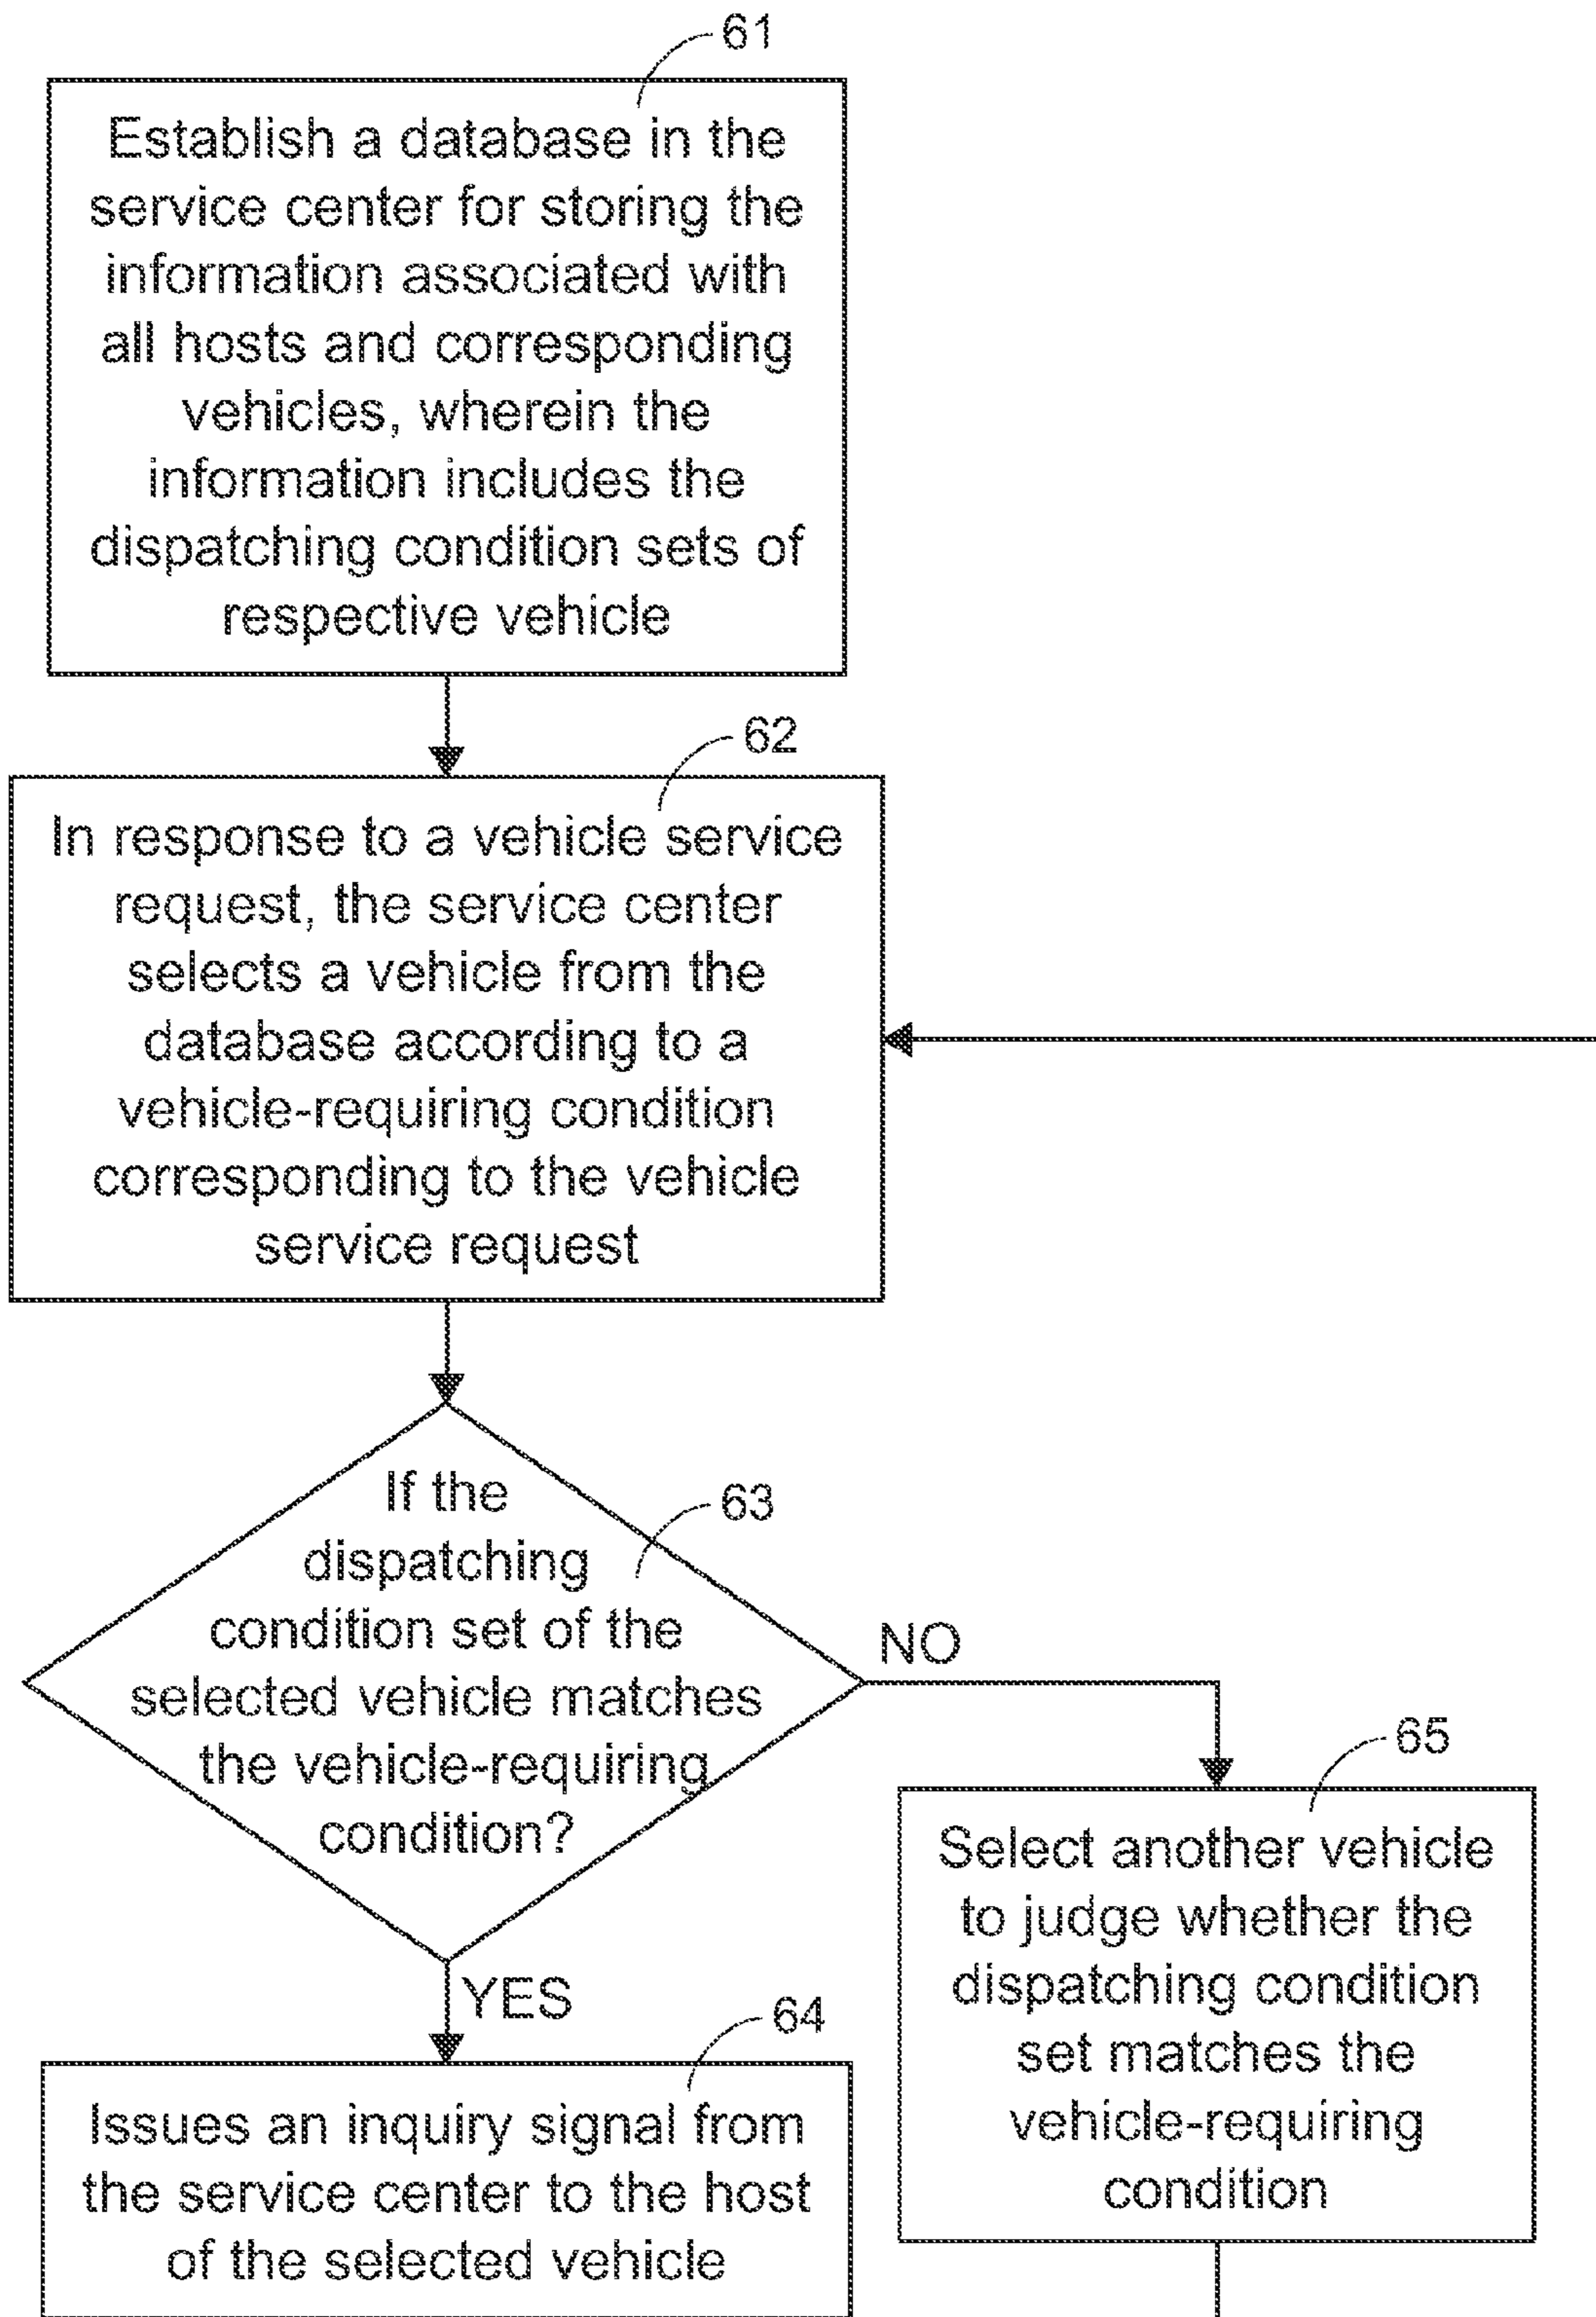 61
Establish a database in the
service center for storing the
information associated with
all hosts and corresponding
vehicles, wherein the
information includes the
dispatching condition sets of
respective vehicle
62
In response to a vehicle service
request, the service center
selects a vehicle from the
database according to a
vehicle-requiring condition
corresponding to the vehicle
service request
63
If the
dispatching
condition set of the
selected vehicle matches
the vehicle-requiring
condition?
NO
YES
64
Issues an inquiry signal from
the service center to the host
of the selected vehicle
65
Select another vehicle
to judge whether the
dispatching condition
set matches the
vehicle-requiring
condition